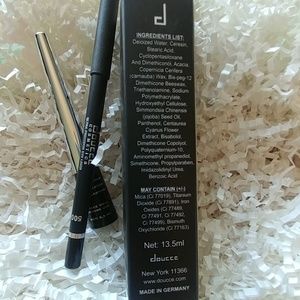 d
INGREDIENTS LIST:
Deoized Water, Ceresin,
Stearic Acid,
Cyclopentasiloxane
And Dimethiconol, Acacia,
Copernicia Cerifera
(carnauba) Wax, Bis-peg-12
Dimethicone Beeswax,
Triethanolamine, Sodium
Polymethacrylate,
Hydroxyethyl Cellulose,
Simmondsia Chinensis
(jojoba) Seed Oil,
Panthenol, Centaurea
Cyanus Flower
Extract, Bisabolol,
Dimethicone Copolyol,
Polyquaternium-10,
Aminomethyl propanediol,
Simethicone, Propylparaben,
Imidazolidinyl Urea,
Benzoic Acid
MAY CONTAIN (+/-)
Mica (CI 77019), Titanium
Dioxide (CI 77891), Iron
Oxides (CI 77489,
CI 77491, CI 77492,
CI 77499), Bismuth
Oxychloride (CI 77163)
Net: 13.5ml
doucce
New York 11366
www.doucce.com
MADE IN GERMANY